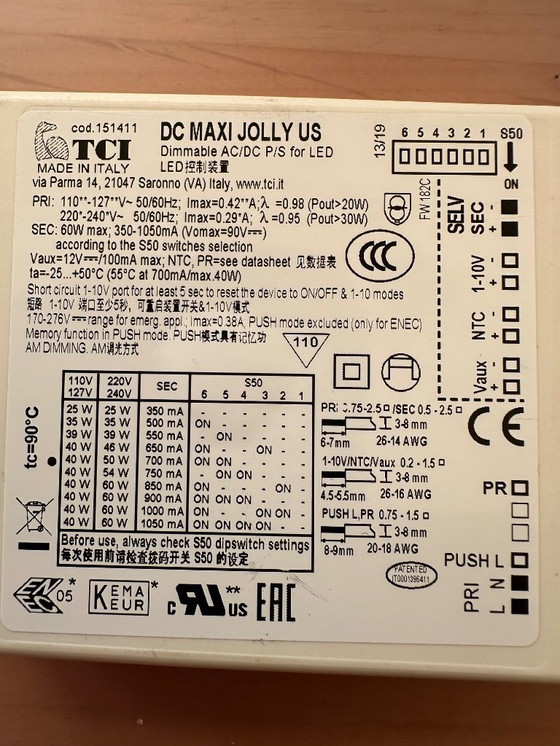 cod.151411
TCI
MADE IN ITALY
DC MAXI JOLLY US
Dimmable AC/DC P/S for LED
LED控制装置
via Parma 14, 21047 Saronno (VA) Italy, www.tci.it
13/19
6 5 4 3 2 1 S50
ON
PRI: 110**-127**V~ 50/60Hz; Imax=0.42**A; λ =0.98 (Pout>20W)
220*-240*V~ 50/60Hz; Imax=0.29*A; λ =0.95 (Pout>30W)
SEC: 60W max; 350-1050mA (Vomax=90V⎓)
according to the S50 switches selection
Vaux=12V⎓/100mA max; NTC, PR=see datasheet 见数据表
ta=-25...+50°C (55°C at 700mA/max.40W)
Short circuit 1-10V port for at least 5 sec to reset the device to ON/OFF & 1-10 modes
短路 1-10V 端口至少5秒，可重启装置开关&1-10V模式
170-276V⎓ range for emerg. appl.; Imax=0.38A; PUSH mode excluded (only for ENEC)
Memory function in PUSH mode. PUSH模式具有记忆功
AM DIMMING. AM调光方式
FW 182C
CCC
110
SELV
SEC
- +
1-10V
- +
NTC
- +
Vaux
- +
tc=90°C
110V 127V 220V 240V SEC S50
6 5 4 3 2 1
25 W 25 W 350 mA - - - - - -
35 W 35 W 500 mA ON - - - - -
39 W 39 W 550 mA - ON - - - -
40 W 46 W 650 mA ON - - ON - -
40 W 50 W 700 mA ON ON - - - -
40 W 54 W 750 mA - ON ON - - -
40 W 60 W 850 mA ON - - - ON -
40 W 60 W 900 mA ON ON ON - - -
40 W 60 W 1000 mA ON - ON ON - -
40 W 60 W 1050 mA ON ON ON ON - -
Before use, always check S50 dipswitch settings
每次使用前请检查拨码开关 S50 的设定
PRI 0.75-2.5 /SEC 0.5 - 2.5
3-8 mm
6-7mm 26-14 AWG
1-10V/NTC/Vaux 0.2 - 1.5
3-8 mm
4.5-5.5mm 26-16 AWG
PUSH L,PR 0.75 - 1.5
3-8 mm
8-9mm 20-18 AWG
CE
PR
PUSH L
PRI
N
L
ENEC
* 05
KEMA
KEUR
*
c RU us
**
EAC
PATENTED
IT0001396411